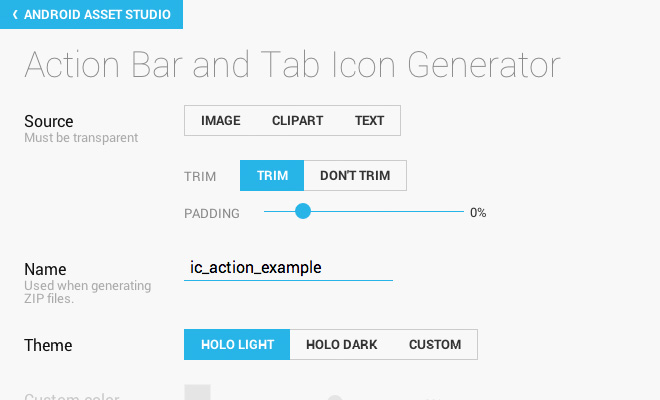 ‹ ANDROID ASSET STUDIO
Action Bar and Tab Icon Generator
Source
Must be transparent
IMAGE CLIPART TEXT
TRIM TRIM DON'T TRIM
PADDING 0%
Name
Used when generating
ZIP files.
ic_action_example
Theme
HOLO LIGHT HOLO DARK CUSTOM
Custom color